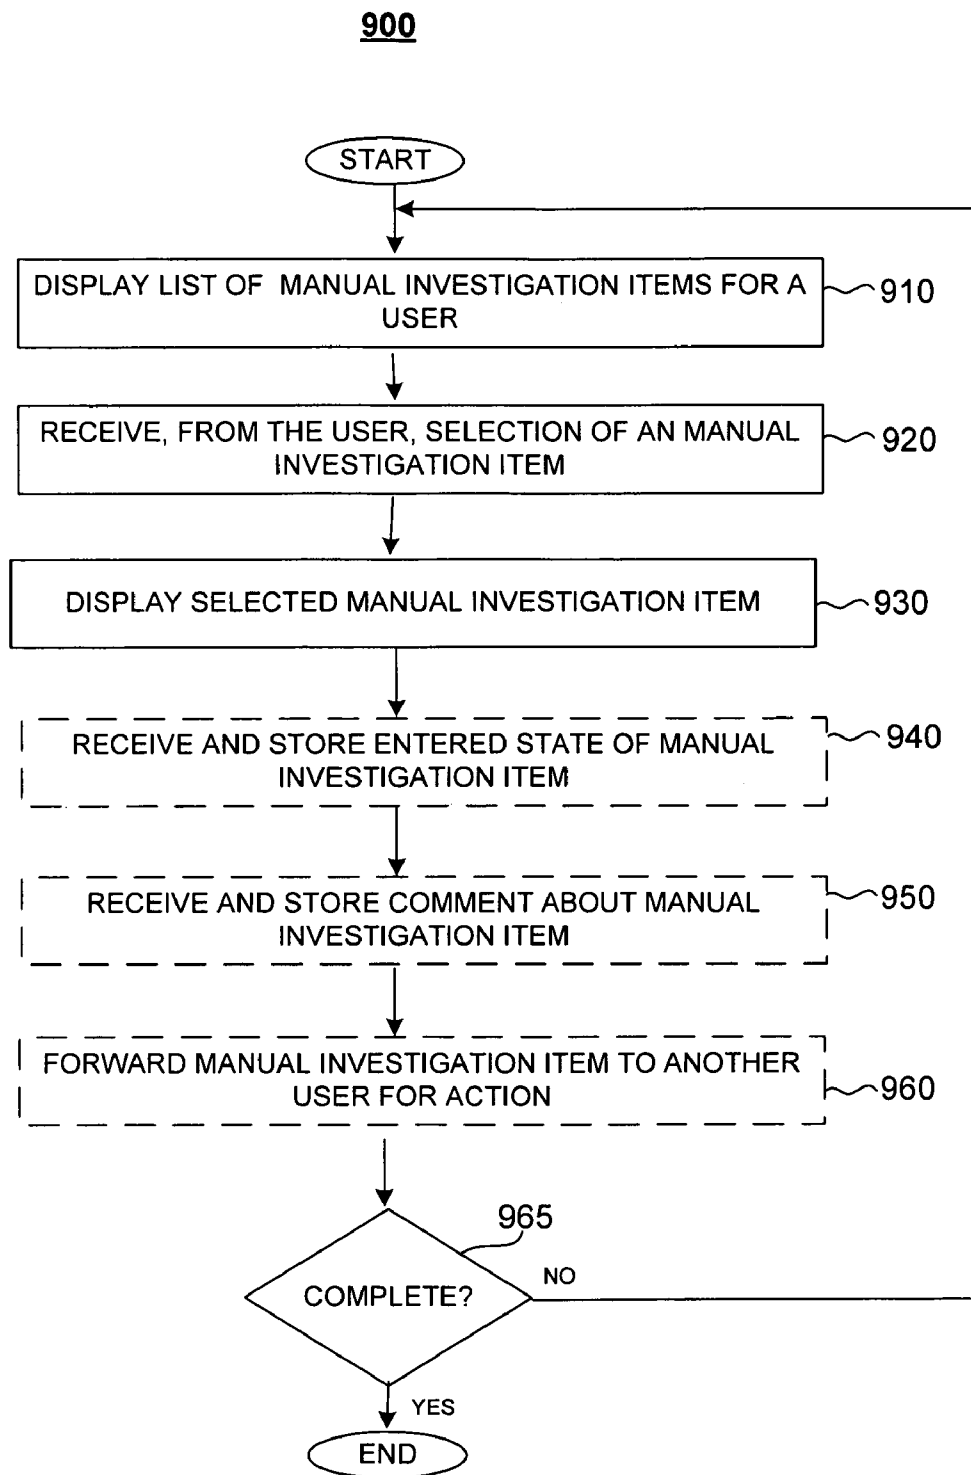 900
START
DISPLAY LIST OF MANUAL INVESTIGATION ITEMS FOR A
USER
910
RECEIVE, FROM THE USER, SELECTION OF AN MANUAL
INVESTIGATION ITEM
920
DISPLAY SELECTED MANUAL INVESTIGATION ITEM
930
RECEIVE AND STORE ENTERED STATE OF MANUAL
INVESTIGATION ITEM
940
RECEIVE AND STORE COMMENT ABOUT MANUAL
INVESTIGATION ITEM
950
FORWARD MANUAL INVESTIGATION ITEM TO ANOTHER
USER FOR ACTION
960
965
COMPLETE?
NO
YES
END